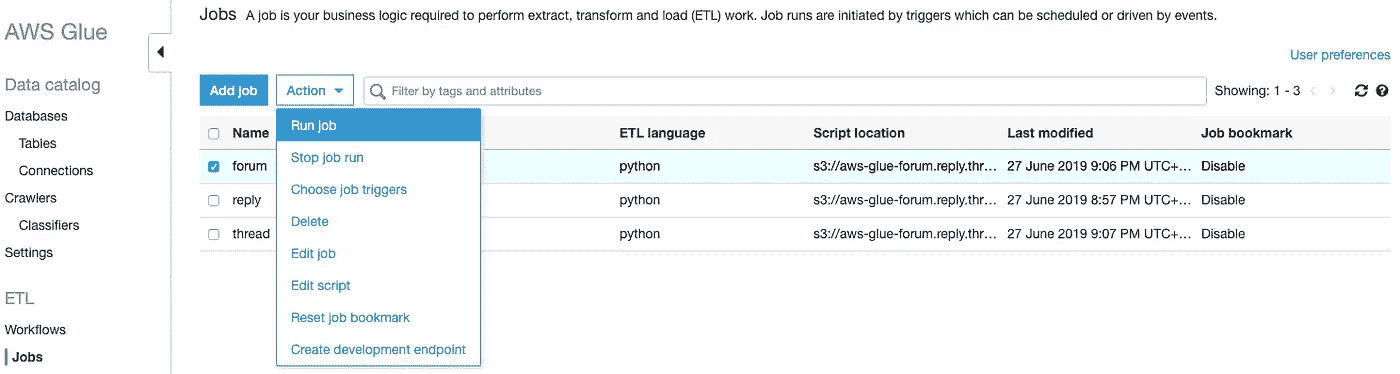 Jobs A job is your business logic required to perform extract, transform and load (ETL) work. Job runs are initiated by triggers which can be scheduled or driven by events.
AWS Glue
User preferences
Data catalog
Add job Action Filter by tags and attributes Showing: 1 - 3
Databases
Run job
Name ETL language Script location Last modified Job bookmark
Tables
Stop job run
forum python s3://aws-glue-forum.reply.thr... 27 June 2019 9:06 PM UTC+... Disable
Connections
Choose job triggers
Crawlers
reply python s3://aws-glue-forum.reply.thr... 27 June 2019 8:57 PM UTC+... Disable
Classifiers
Delete
thread python s3://aws-glue-forum.reply.thr... 27 June 2019 9:07 PM UTC+... Disable
Settings
Edit job
Edit script
ETL
Reset job bookmark
Workflows
Create development endpoint
Jobs